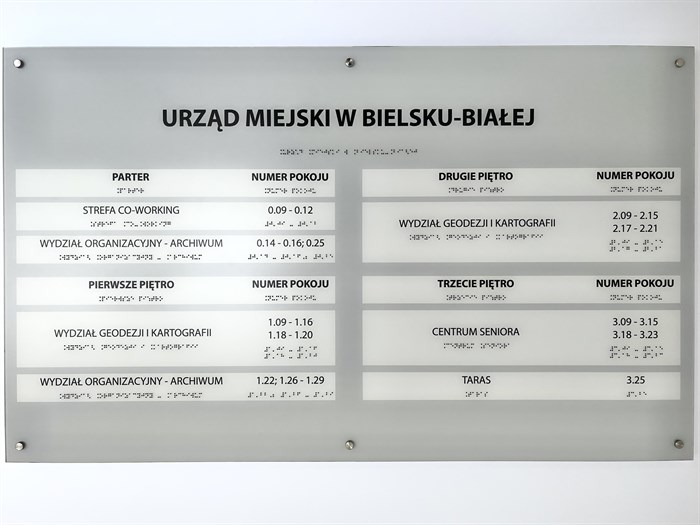 URZĄD MIEJSKI W BIELSKU-BIAŁEJ
PARTER NUMER POKOJU
STREFA CO-WORKING 0.09 - 0.12
WYDZIAŁ ORGANIZACYJNY - ARCHIWUM 0.14 - 0.16; 0.25
PIERWSZE PIĘTRO NUMER POKOJU
WYDZIAŁ GEODEZJI I KARTOGRAFII 1.09 - 1.16
1.18 - 1.20
WYDZIAŁ ORGANIZACYJNY - ARCHIWUM 1.22; 1.26 - 1.29
DRUGIE PIĘTRO NUMER POKOJU
WYDZIAŁ GEODEZJI I KARTOGRAFII 2.09 - 2.15
2.17 - 2.21
TRZECIE PIĘTRO NUMER POKOJU
CENTRUM SENIORA 3.09 - 3.15
3.18 - 3.23
TARAS 3.25